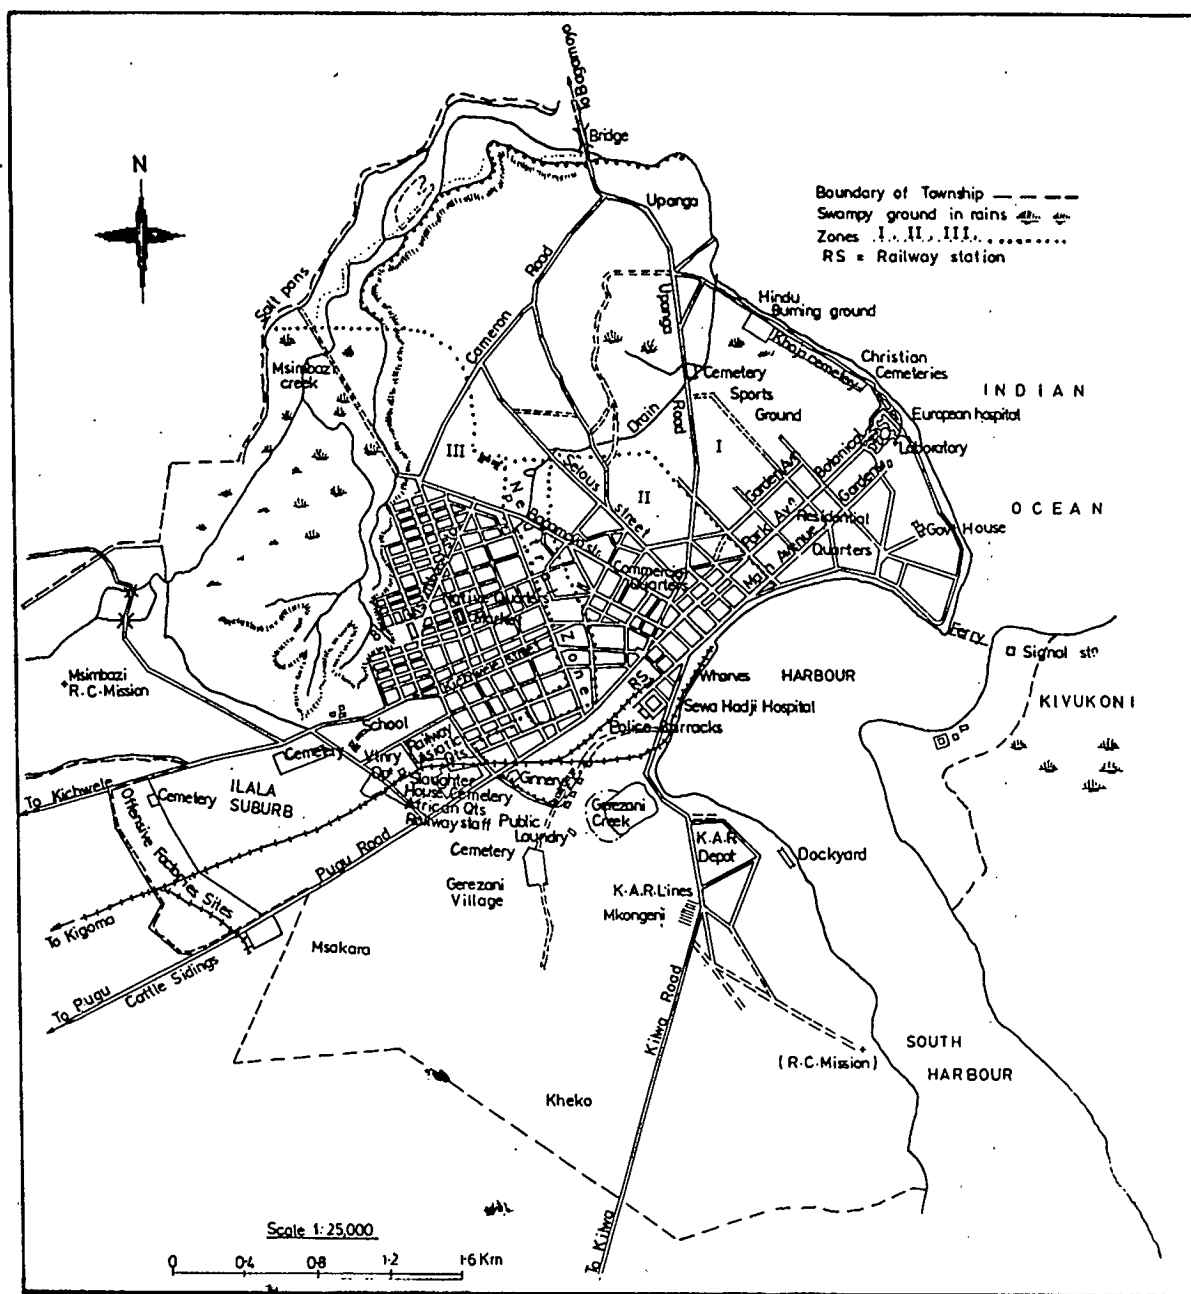 To Bagamoyo
Bridge
N
Upanga
Boundary of Township
Swampy ground in rains
Zones I, II, III,
RS = Railway station
Road
Cameron
Salt pans
Upanga
Road
Hindu
Burning ground
Khoja cemetery
Christian
Cemeteries
Msimbazi
creek
Cemetery
Sports
Ground
Drain
INDIAN
OCEAN
European hospital
Laboratory
Botanical
Gardens
Garden Av.
I
II
III
Selous
street
Park Av.
Main Avenue
Residential
Quarters
Govt House
Commercial
Quarters
Neutral
Zone
Native Quarters
Market
Kichwele street
Ferry
Signal stn
KIVUKONI
Wharves
HARBOUR
RS
Sewa Hadji Hospital
Police Barracks
Msimbazi
R.C.Mission
School
Cemetery
Vtnry
Railway
Asiatic
Qts
Slaughter
House
Cemetery
African Qts
Railway staff
Ginnery
Public
Laundry
Gerezani
Creek
K.A.R
Depot
Dockyard
To Kichwele
Cemetery
ILALA
SUBURB
Offensive Factories Sites
Pugu Road
Cemetery
Gerezani
Village
K.A.R.Lines
Mkongeni
To Kigoma
To Pugu
Cattle Sidings
Msakara
Kilwa Road
(R.C.Mission)
SOUTH
HARBOUR
Kheko
To Kilwa
Scale 1:25,000
0 0·4 0·8 1·2 1·6 Km